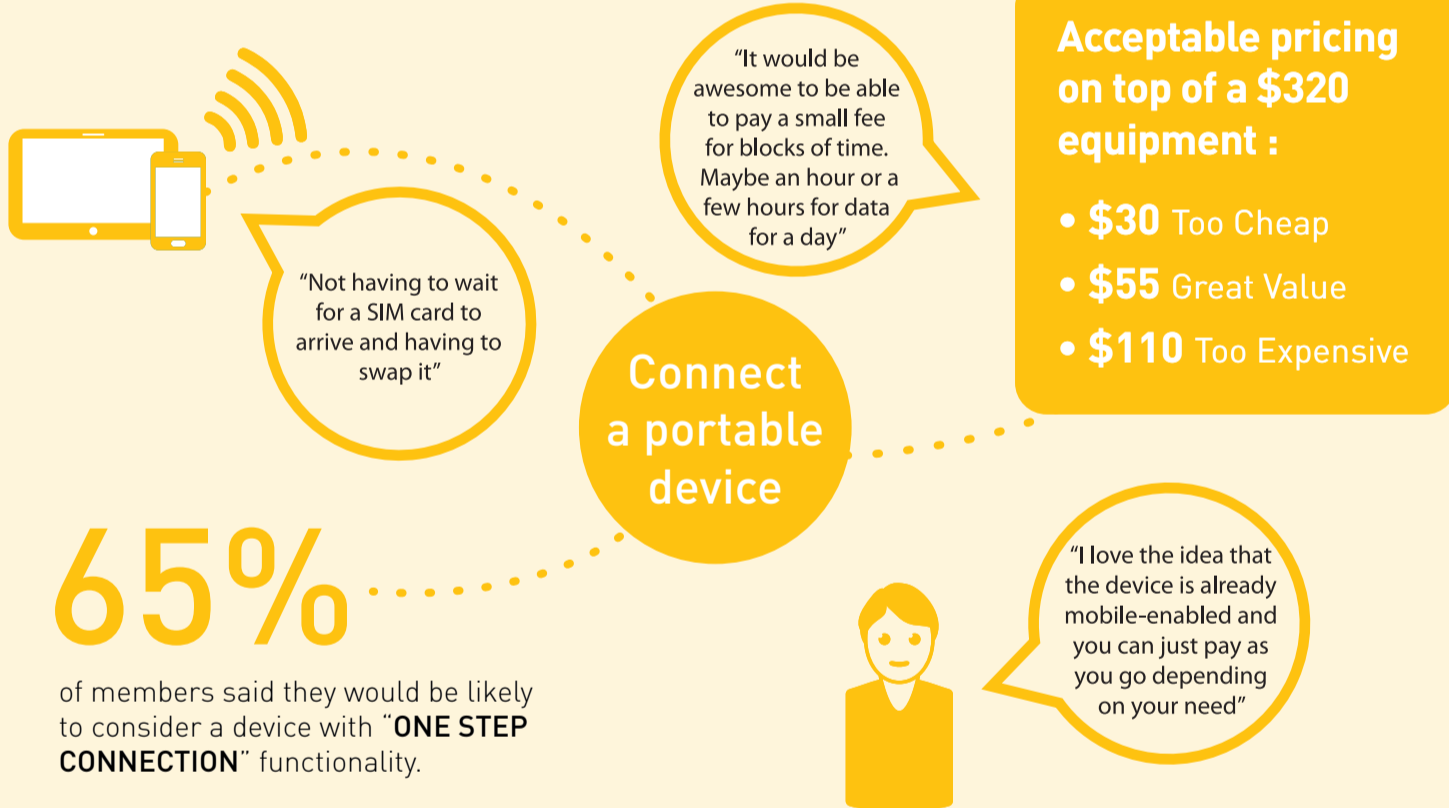 “It would be
awesome to be able
to pay a small fee
for blocks of time.
Maybe an hour or a
few hours for data
for a day”
Acceptable pricing
on top of a $320
equipment :
• $30 Too Cheap
• $55 Great Value
• $110 Too Expensive
“Not having to wait
for a SIM card to
arrive and having to
swap it”
Connect
a portable
device
65%
of members said they would be likely
to consider a device with “ONE STEP
CONNECTION” functionality.
“I love the idea that
the device is already
mobile-enabled and
you can just pay as
you go depending
on your need”